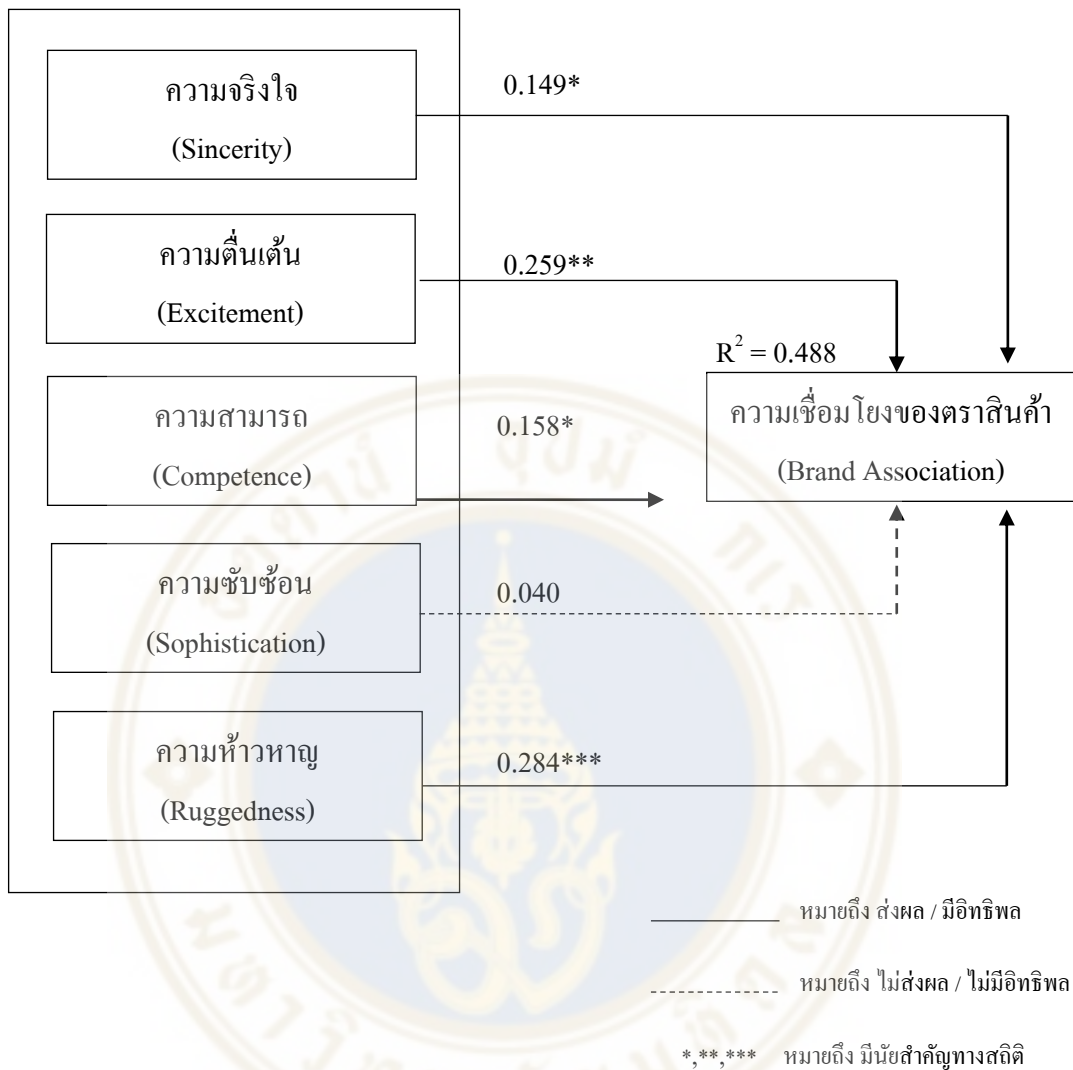 ความจริงใจ
(Sincerity)
0.149*
ความตื่นเต้น
(Excitement)
0.259**
R² = 0.488
ความสามารถ
(Competence)
0.158*
ความเชื่อมโยงของตราสินค้า
(Brand Association)
ความซับซ้อน
(Sophistication)
0.040
ความห้าวหาญ
(Ruggedness)
0.284***
หมายถึง ส่งผล / มีอิทธิพล
หมายถึง ไม่ส่งผล / ไม่มีอิทธิพล
*,**,*** หมายถึง มีนัยสำคัญทางสถิติ